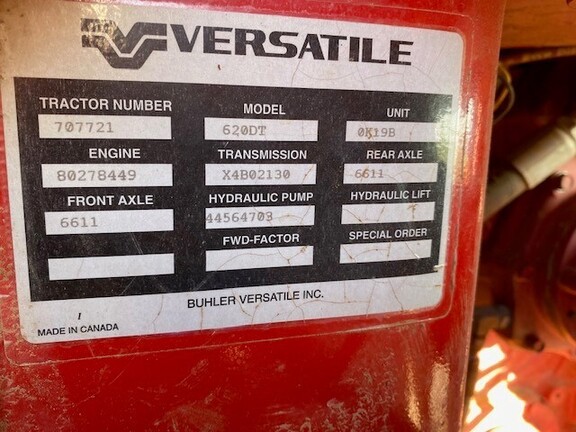 VERSATILE
TRACTOR NUMBER MODEL UNIT
707721 620DT 0K19B
ENGINE TRANSMISSION REAR AXLE
80278449 X4B02130 6611
FRONT AXLE HYDRAULIC PUMP HYDRAULIC LIFT
6611 44564703
FWD-FACTOR SPECIAL ORDER
BUHLER VERSATILE INC.
MADE IN CANADA